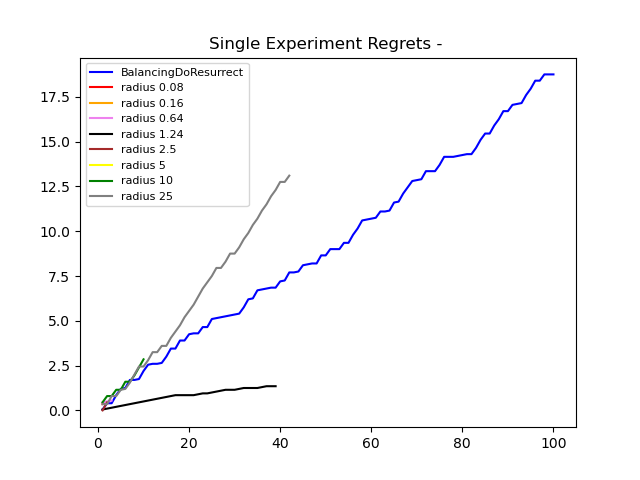 Single Experiment Regrets -
BalancingDoResurrect
radius 0.08
radius 0.16
radius 0.64
radius 1.24
radius 2.5
radius 5
radius 10
radius 25
17.5
15.0
12.5
10.0
7.5
5.0
2.5
0.0
0 20 40 60 80 100